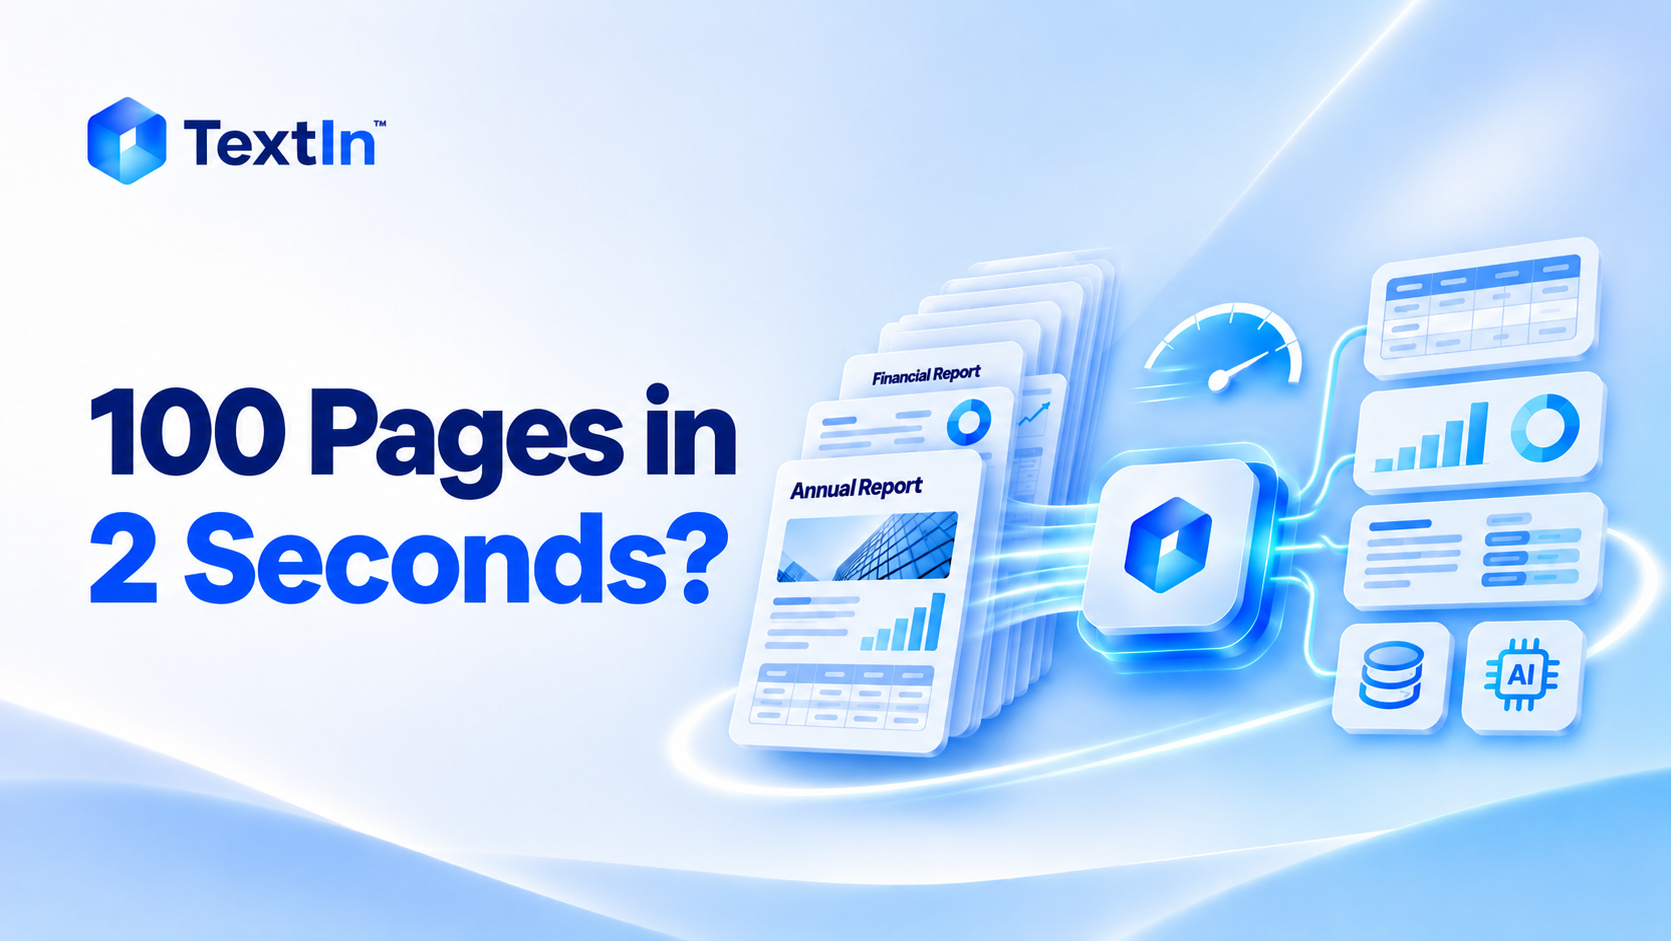 TextIn™
100 Pages in
2 Seconds?
Financial Report
Annual Report
AI